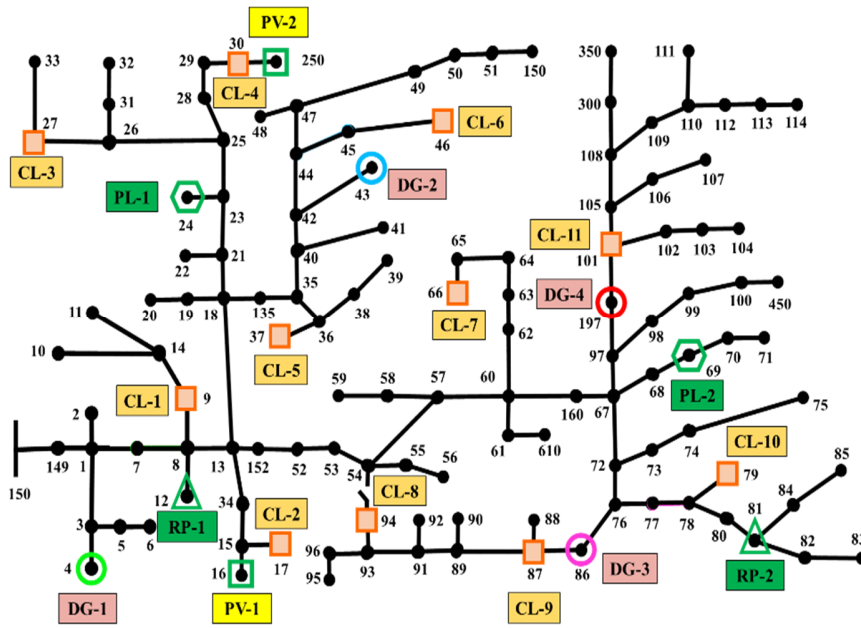 PV-2
33 32 29 30 250 50 51 150 350 111
CL-4
49
31 28 48 47 300 110 112 113 114
27 26 25 45 CL-6 109
46
CL-3 44 108
PL-1 43 DG-2 107
24 23 42 106
105
41 CL-11
22 21 40 65 64 101 102 103 104
39
66 63 DG-4 100 450
20 19 18 135 35 38 99
11 37 36 CL-7 62 197
10 14 CL-5 97 98 70 71
69
CL-1 9 59 58 57 60 160 67 68 PL-2
75
2 61 610 74 CL-10
150 149 1 7 8 13 152 52 53 54 55 56 72 73 79 85
12 RP-1 34 CL-2 CL-8 88 76 77 78 81 84
3 5 6 15 17 94 92 90 80
96 93 91 89 87 86 82 83
4 16 95 DG-3 RP-2
DG-1 PV-1 CL-9